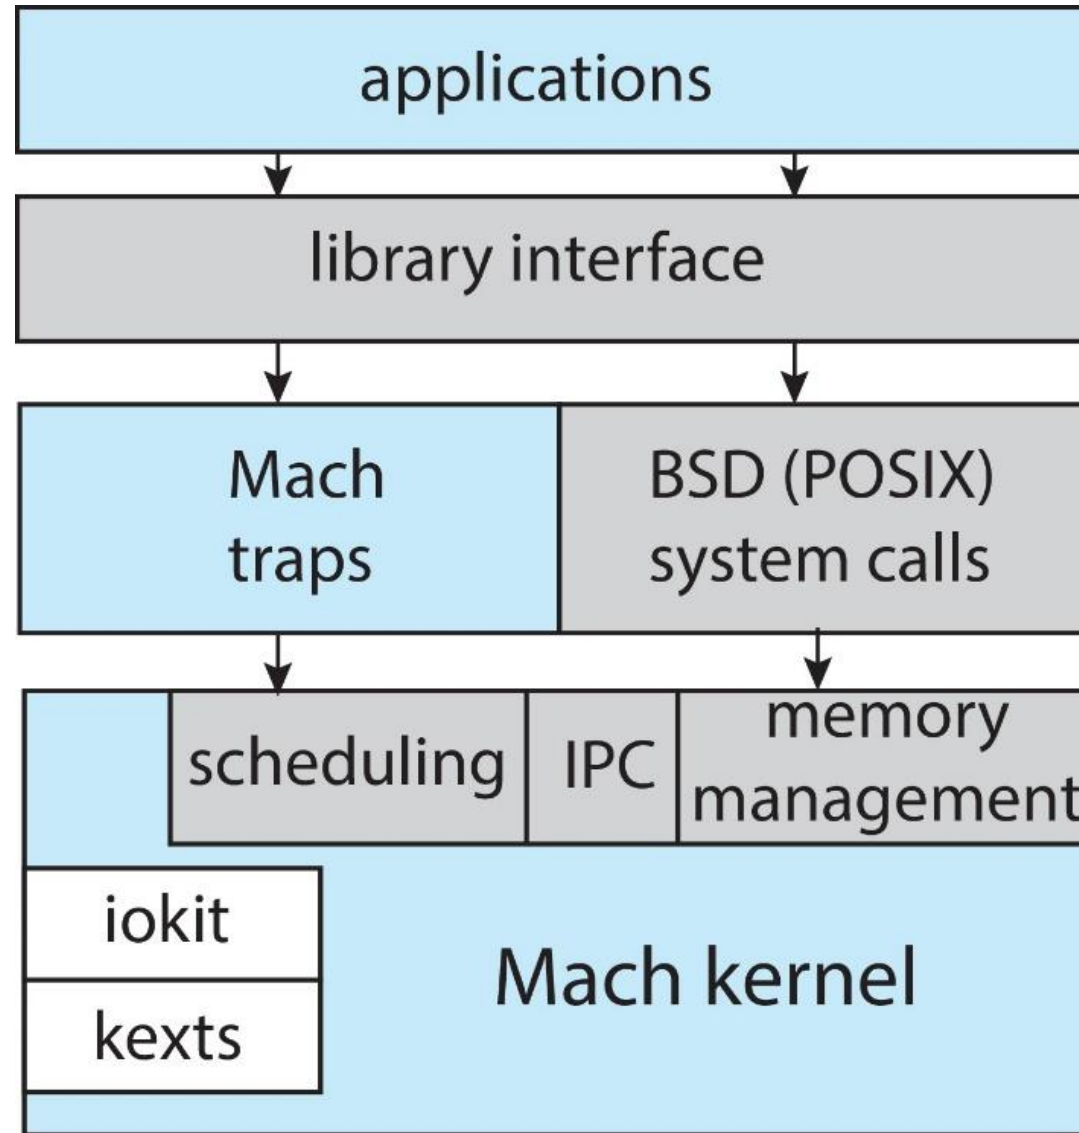 applications
library interface
Mach
traps
BSD (POSIX)
system calls
scheduling
IPC
memory
management
iokit
kexts
Mach kernel